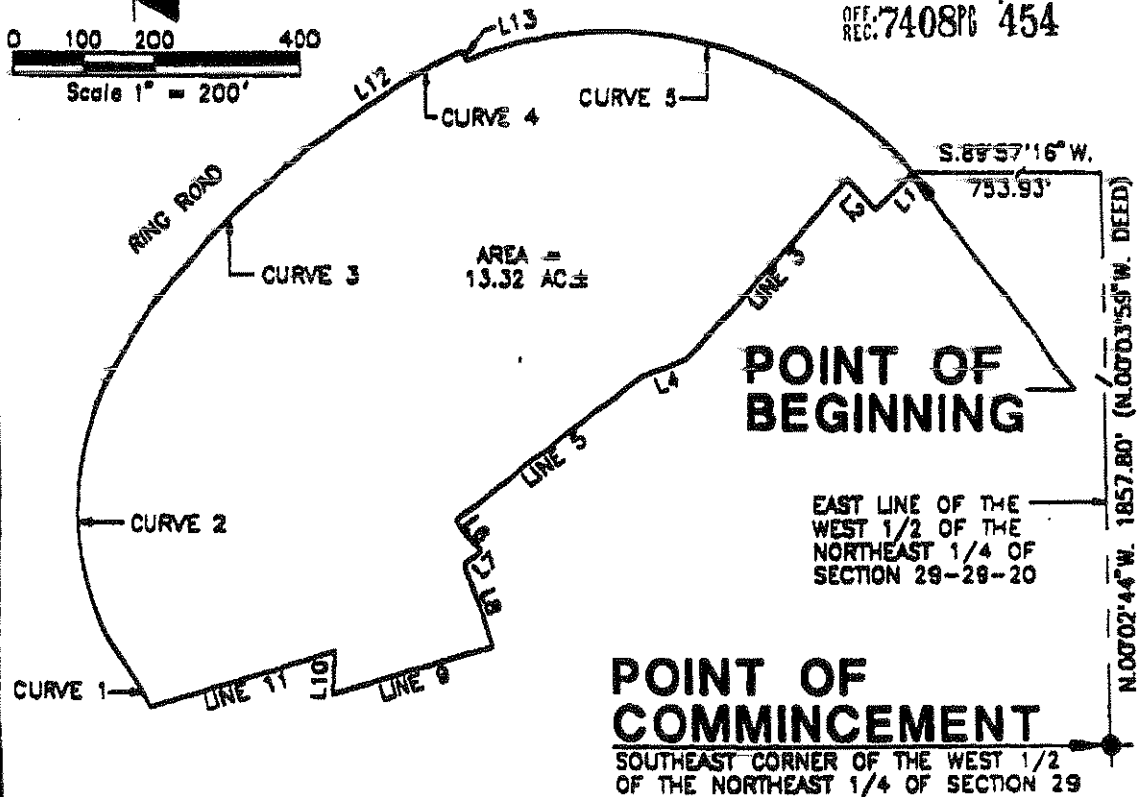 0 100 200 400
Scale 1" = 200'
OFF. REC. 7408 PG 454
L13
L12
CURVE 4
CURVE 5
S.89°57'16"W.
753.93'
RING ROAD
L2
L1
CURVE 3
AREA =
13.32 AC±
LINE 3
POINT OF
BEGINNING
L4
LINE 5
N.00°02'44"W. 1857.80' (N.00°03'59"W. DEED)
CURVE 2
EAST LINE OF THE
WEST 1/2 OF THE
NORTHEAST 1/4 OF
SECTION 29-28-20
L6
L7
L8
CURVE 1
LINE 11
L10
LINE 9
POINT OF
COMMINCEMENT
SOUTHEAST CORNER OF THE WEST 1/2
OF THE NORTHEAST 1/4 OF SECTION 29